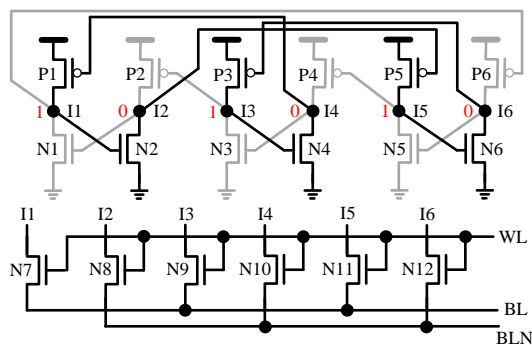 P1 P2 P3 P4 P5 P6
1 I1 0 I2 1 I3 0 I4 1 I5 0 I6
N1 N2 N3 N4 N5 N6
I1 I2 I3 I4 I5 I6
WL
N7 N8 N9 N10 N11 N12
BL
BLN